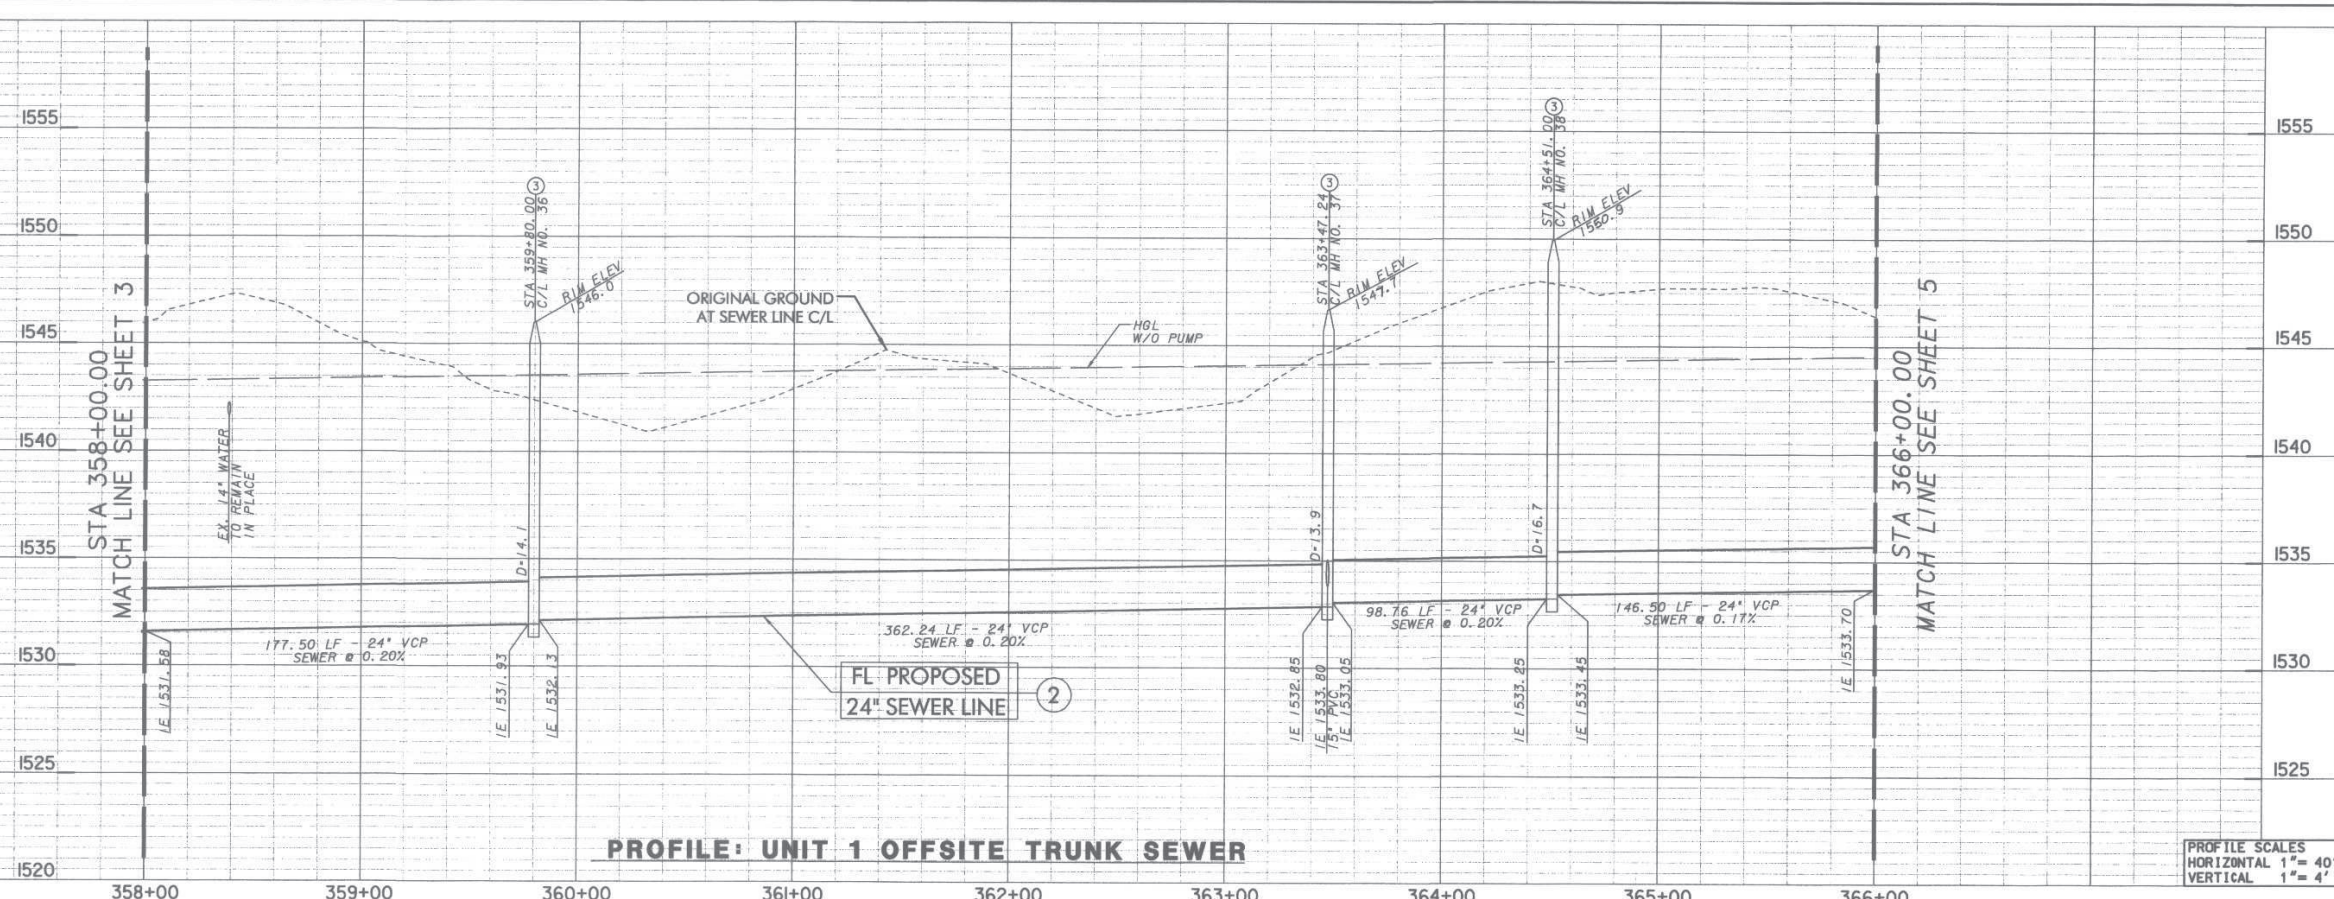 1555
1550
1545
1540
1535
1530
1525
1520
STA 358+00.00
MATCH LINE SEE SHEET 3
EX. 14" WATER
TO REMAIN
IN PLACE
3
STA 359+80.00
C/L MH NO. 36
RIM ELEV
1546.0
D=14.1
ORIGINAL GROUND
AT SEWER LINE C/L
HGL
W/O PUMP
3
STA 363+47.24
C/L MH NO. 37
RIM ELEV
1547.7
D=13.9
3
STA 364+51.00
C/L MH NO. 38
RIM ELEV
1560.9
D=16.7
177.50 LF - 24" VCP
SEWER @ 0.20%
362.24 LF - 24" VCP
SEWER @ 0.20%
98.76 LF - 24" VCP
SEWER @ 0.20%
146.50 LF - 24" VCP
SEWER @ 0.17%
IE 1531.58
IE 1531.93
IE 1532.13
FL PROPOSED
24" SEWER LINE
2
IE 1532.85
IE 1533.80
15" PVC
IE 1533.05
IE 1533.25
IE 1533.45
IE 1533.70
STA 366+00.00
MATCH LINE SEE SHEET 5
1555
1550
1545
1540
1535
1530
1525
PROFILE: UNIT 1 OFFSITE TRUNK SEWER
PROFILE SCALES
HORIZONTAL 1"= 40'
VERTICAL 1"= 4'
358+00
359+00
360+00
361+00
362+00
363+00
364+00
365+00
366+00